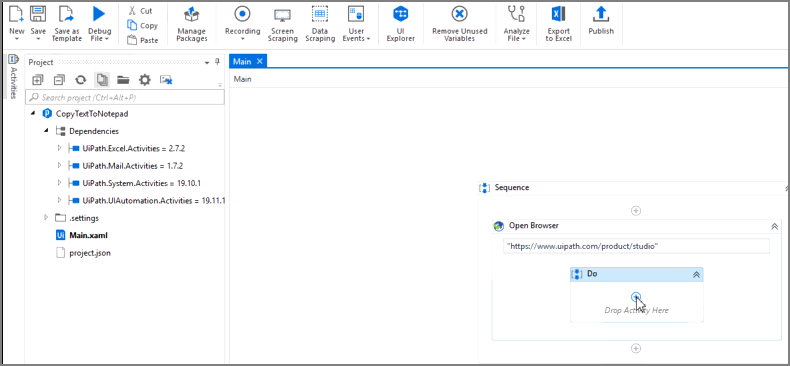 New
Save
Save as
Template
Debug
File
Cut
Copy
Paste
Manage
Packages
Recording
Screen
Scraping
Data
Scraping
User
Events
UI
Explorer
Remove Unused
Variables
Analyze
File
Export
to Excel
Publish
Activities
Project
Main
Main
Search project (Ctrl+Alt+P)
CopyTextToNotepad
Dependencies
UiPath.Excel.Activities = 2.7.2
UiPath.Mail.Activities = 1.7.2
UiPath.System.Activities = 19.10.1
UiPath.UIAutomation.Activities = 19.11.1
.settings
Ui Main.xaml
project.json
Sequence
Open Browser
"https://www.uipath.com/product/studio"
Do
Drop Activity Here